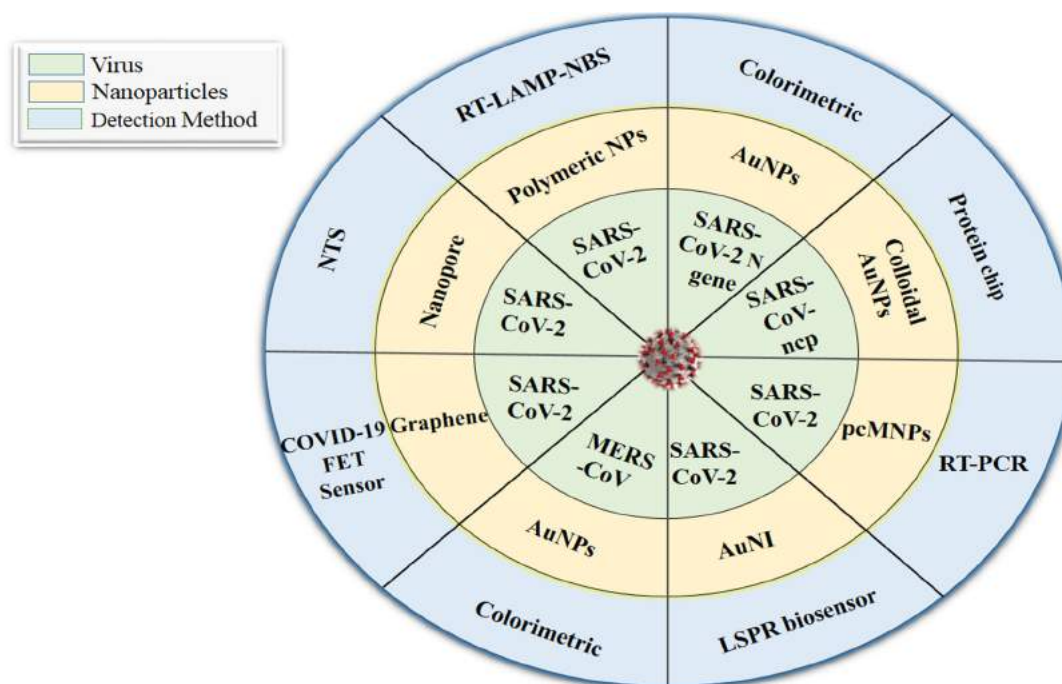 Virus
Nanoparticles
Detection Method
RT-LAMP-NBS
Colorimetric
Protein chip
RT-PCR
LSPR biosensor
Colorimetric
COVID-19
FET
Sensor
NTS
Polymeric NPs
AuNPs
Colloidal
AuNPs
pcMNPs
AuNI
AuNPs
Graphene
Nanopore
SARS-
CoV-2
SARS-
CoV-2 N
gene
SARS-
CoV-
ncp
SARS-
CoV-2
SARS-
CoV-2
MERS
-CoV
SARS-
CoV-2
SARS-
CoV-2